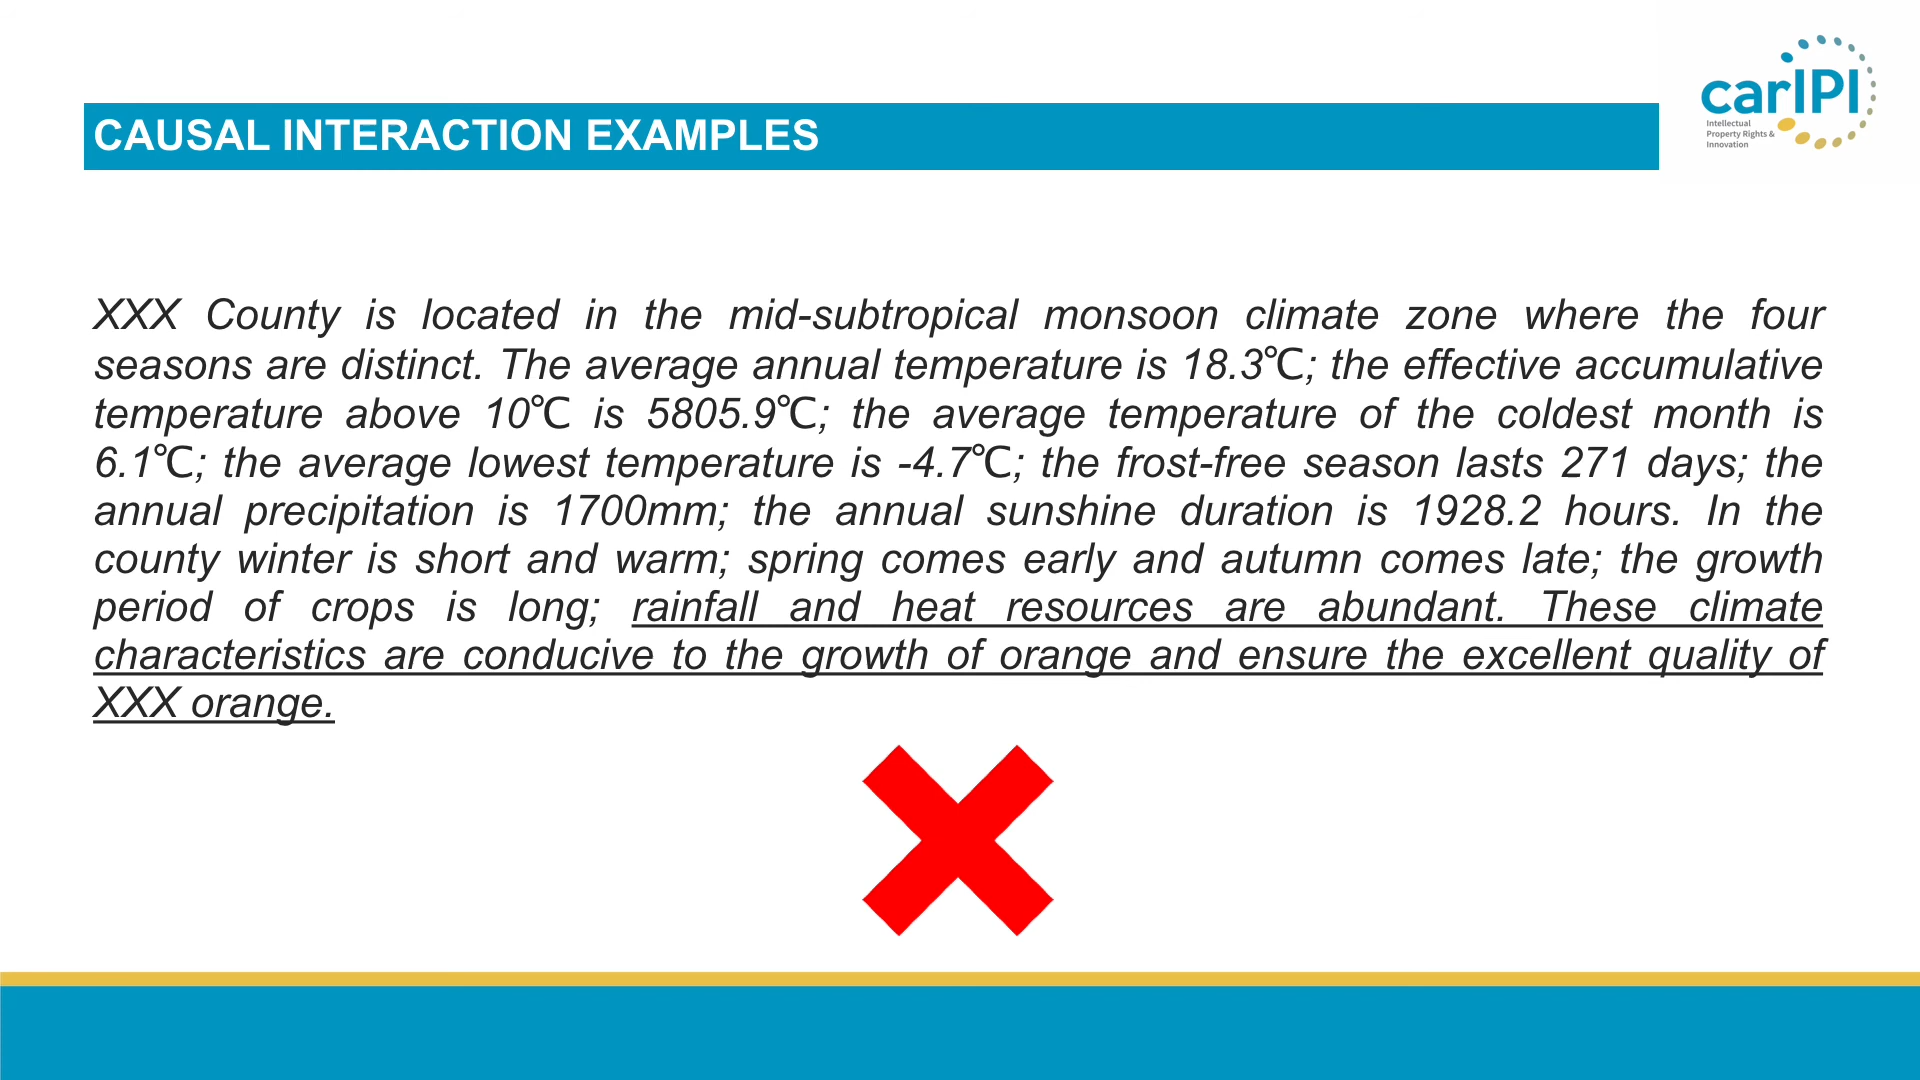 carIPI
Intellectual
Property Rights &
Innovation
CAUSAL INTERACTION EXAMPLES
XXX County is located in the mid-subtropical monsoon climate zone where the four
seasons are distinct. The average annual temperature is 18.3℃; the effective accumulative
temperature above 10℃ is 5805.9℃; the average temperature of the coldest month is
6.1℃; the average lowest temperature is -4.7℃; the frost-free season lasts 271 days; the
annual precipitation is 1700mm; the annual sunshine duration is 1928.2 hours. In the
county winter is short and warm; spring comes early and autumn comes late; the growth
period of crops is long; rainfall and heat resources are abundant. These climate
characteristics are conducive to the growth of orange and ensure the excellent quality of
XXX orange.